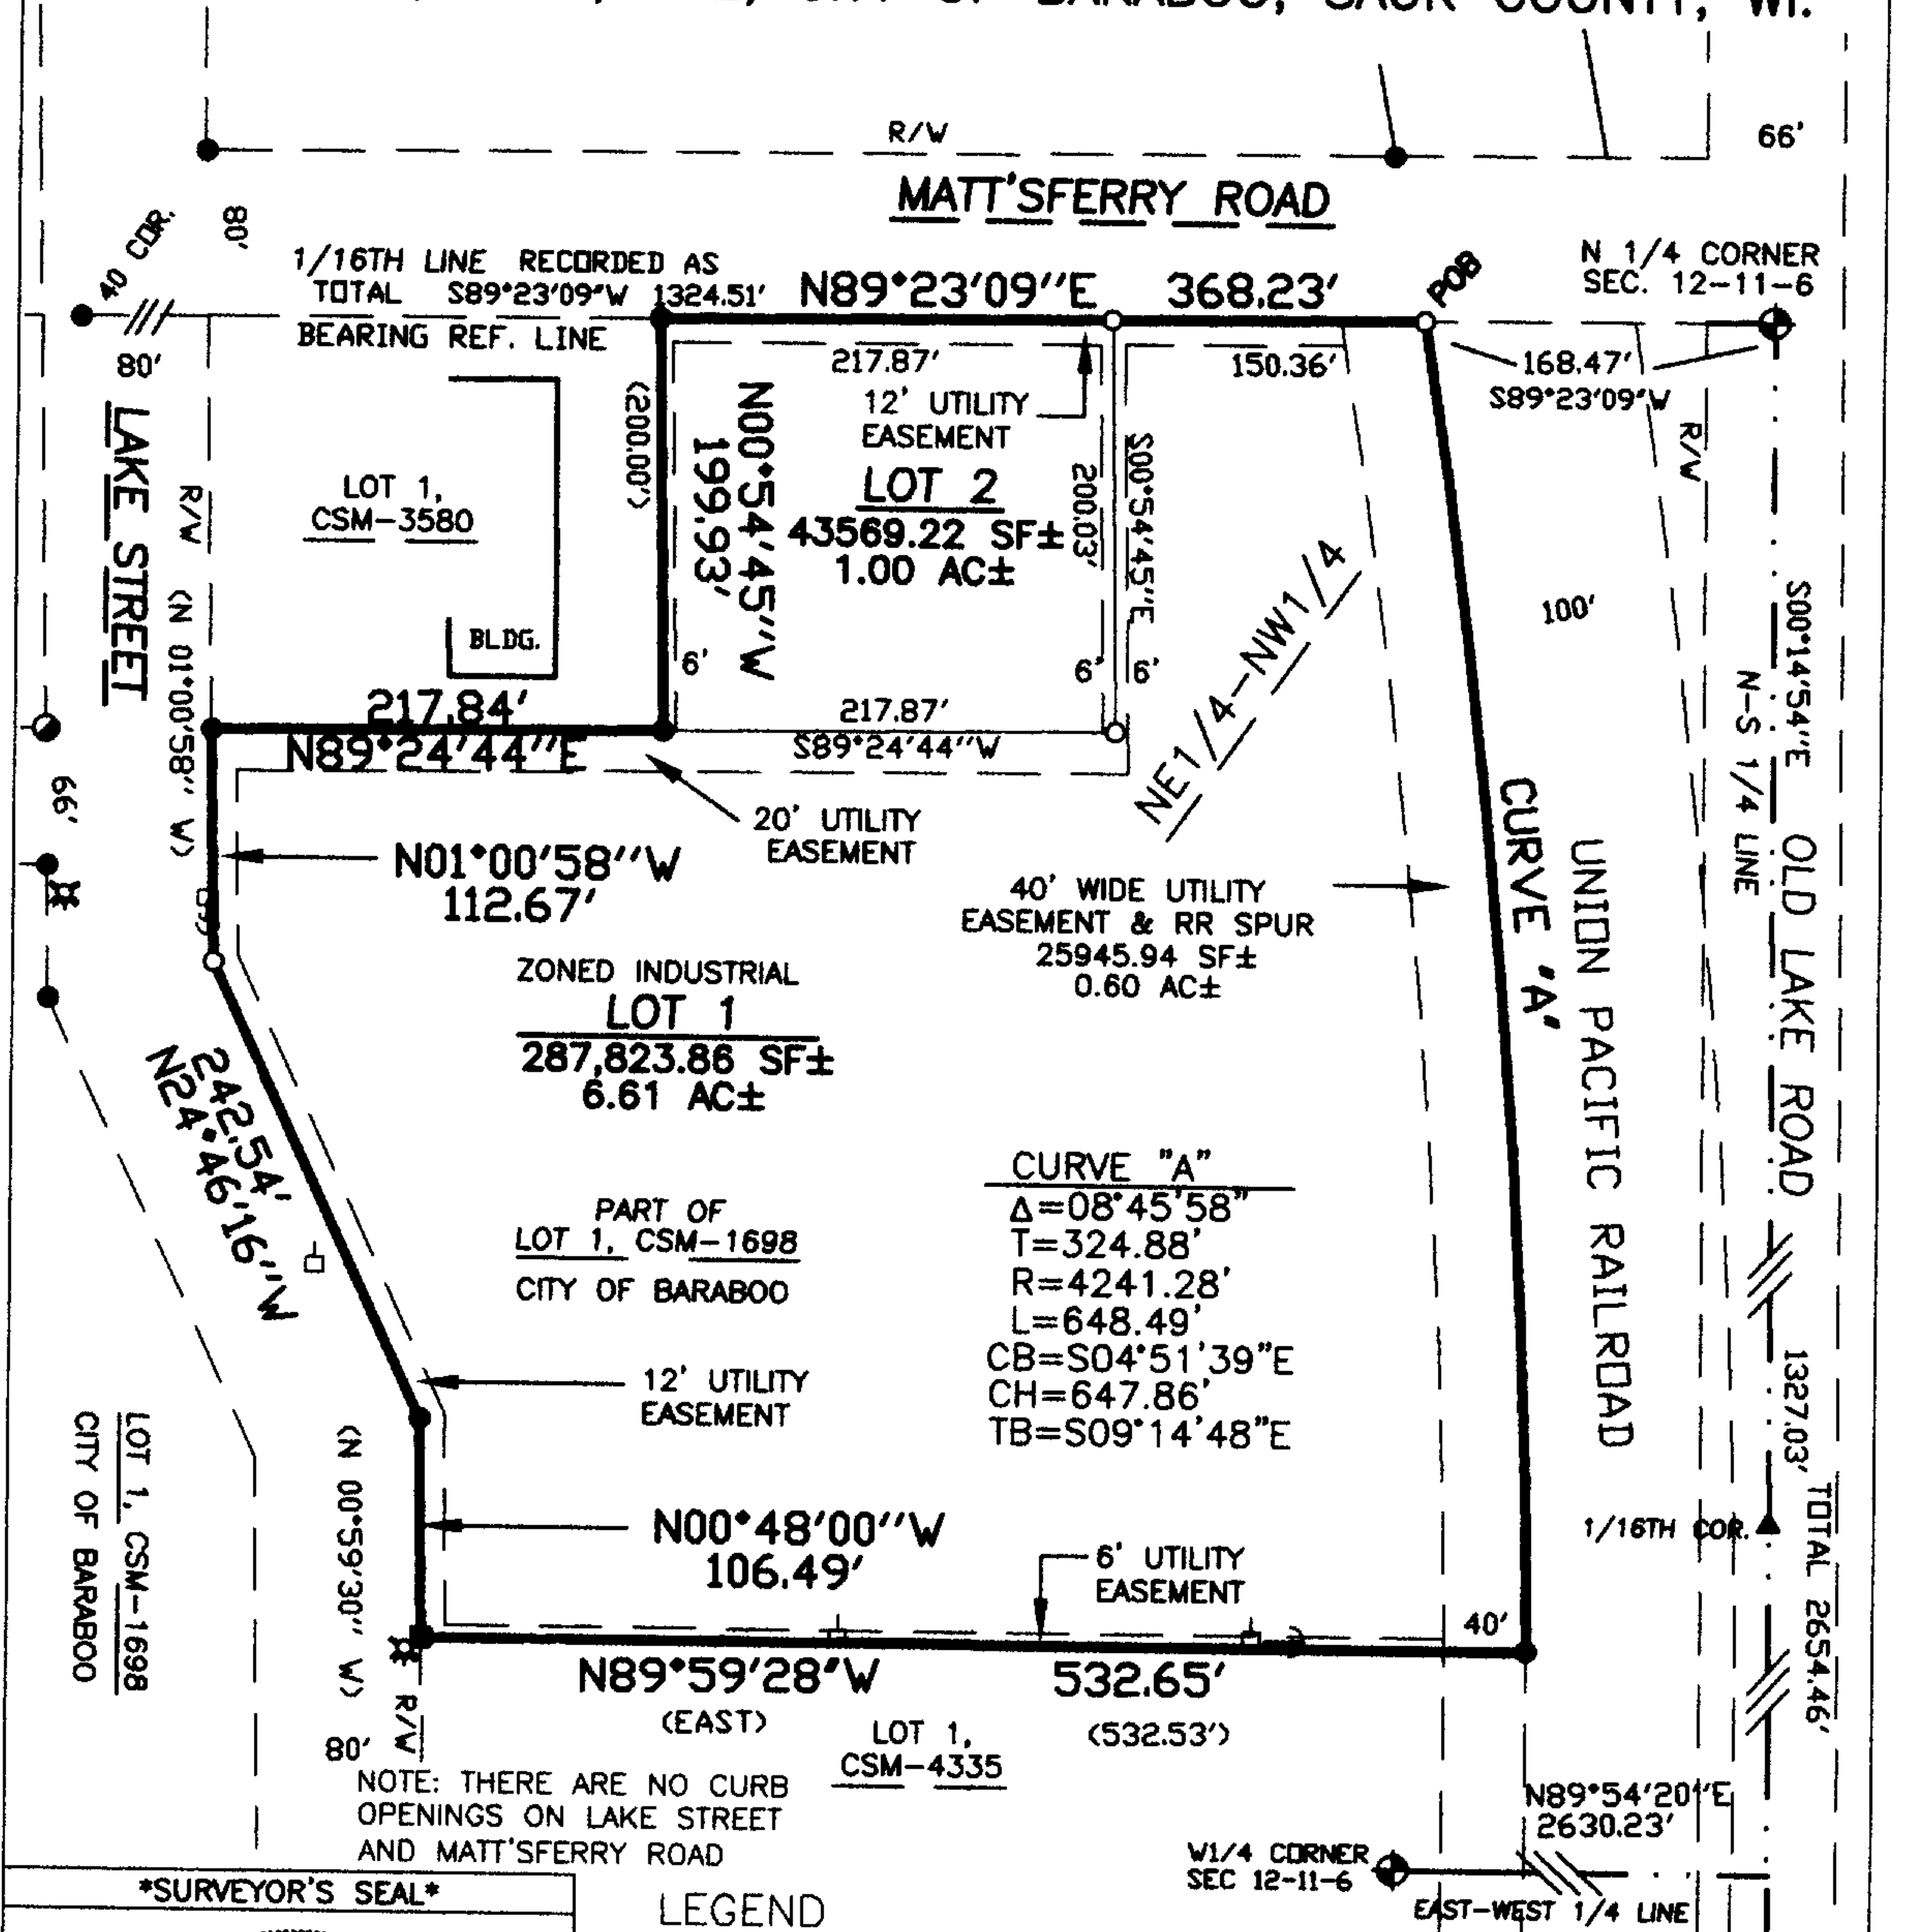 CITY OF BARABOO, SAUK COUNTY, WI.
R/W
66'
MATT'SFERRY ROAD
40 COR.
80'
1/16TH LINE RECORDED AS
TOTAL S89°23'09"W 1324.51'
BEARING REF. LINE
N89°23'09"E 368.23'
POB
N 1/4 CORNER
SEC. 12-11-6
80'
217.87'
150.36'
168.47'
S89°23'09"W
12' UTILITY
EASEMENT
LAKE STREET
R/W
(N 01°00'58" W)
LOT 1,
CSM-3580
BLDG.
(200.00')
N00°54'45"W
199.93'
LOT 2
43569.22 SF±
1.00 AC±
200.03'
S00°54'45"E
6'
6'
6'
NE1/4-NW1/4
100'
R/W
S00°14'54"E
N-S 1/4 LINE
OLD LAKE ROAD
217.84'
N89°24'44"E
217.87'
S89°24'44"W
66'
20' UTILITY
EASEMENT
N01°00'58"W
112.67'
40' WIDE UTILITY
EASEMENT & RR SPUR
25945.94 SF±
0.60 AC±
CURVE "A"
UNION PACIFIC RAILROAD
ZONED INDUSTRIAL
LOT 1
287,823.86 SF±
6.61 AC±
242.54'
N24°46'16"W
PART OF
LOT 1, CSM-1698
CITY OF BARABOO
CURVE "A"
Δ=08°45'58"
T=324.88'
R=4241.28'
L=648.49'
CB=S04°51'39"E
CH=647.86'
TB=S09°14'48"E
12' UTILITY
EASEMENT
1327.03'
TOTAL 2654.46'
1/16TH COR.
LOT 1, CSM-1698
CITY OF BARABOO
(N 00°59'30" W)
N00°48'00"W
106.49'
6' UTILITY
EASEMENT
40'
N89°59'28"W 532.65'
(EAST)
(532.53')
LOT 1,
CSM-4335
R/W
80'
NOTE: THERE ARE NO CURB
OPENINGS ON LAKE STREET
AND MATT'SFERRY ROAD
N89°54'20"E
2630.23'
W1/4 CORNER
SEC 12-11-6
EAST-WEST 1/4 LINE
*SURVEYOR'S SEAL*
LEGEND